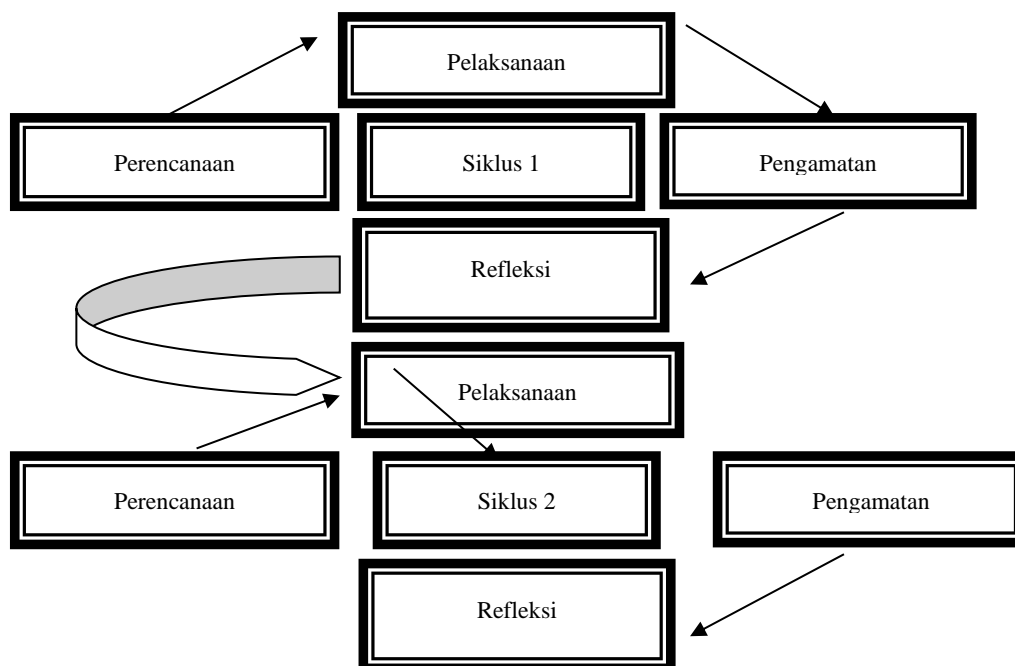 Pelaksanaan
Perencanaan
Siklus 1
Pengamatan
Refleksi
Pelaksanaan
Perencanaan
Siklus 2
Pengamatan
Refleksi